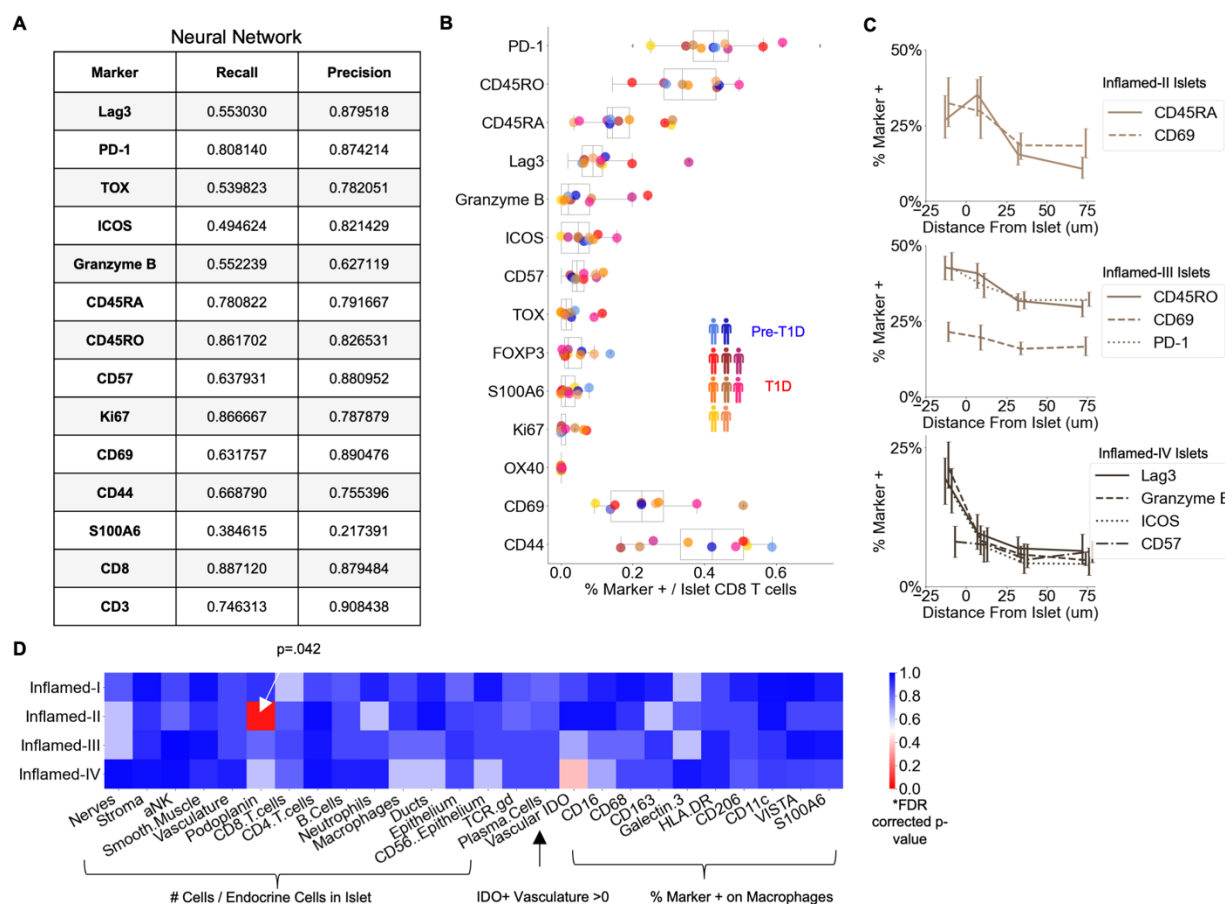 A
Neural Network
Marker Recall Precision
Lag3 0.553030 0.879518
PD-1 0.808140 0.874214
TOX 0.539823 0.782051
ICOS 0.494624 0.821429
Granzyme B 0.552239 0.627119
CD45RA 0.780822 0.791667
CD45RO 0.861702 0.826531
CD57 0.637931 0.880952
Ki67 0.866667 0.787879
CD69 0.631757 0.890476
CD44 0.668790 0.755396
S100A6 0.384615 0.217391
CD8 0.887120 0.879484
CD3 0.746313 0.908438
B
PD-1
CD45RO
CD45RA
Lag3
Granzyme B
ICOS
CD57
TOX
FOXP3
S100A6
Ki67
OX40
CD69
CD44
Pre-T1D
T1D
0.0 0.2 0.4 0.6
% Marker + / Islet CD8 T cells
C
50%
25%
0%
% Marker +
−25 0 25 50 75
Distance From Islet (um)
Inflamed-II Islets
CD45RA
CD69
50%
25%
0%
% Marker +
−25 0 25 50 75
Distance From Islet (um)
Inflamed-III Islets
CD45RO
CD69
PD-1
25%
0%
% Marker +
−25 0 25 50 75
Distance From Islet (um)
Inflamed-IV Islets
Lag3
Granzyme B
ICOS
CD57
D
p=.042
Inflamed-I
Inflamed-II
Inflamed-III
Inflamed-IV
Nerves
Stroma
aNK
Smooth.Muscle
Vasculature
Podoplanin
CD8.T.cells
CD4.T.cells
B.Cells
Neutrophils
Macrophages
Ducts
Epithelium
CD56..Epithelium
TCR.gd
Plasma.Cells
Vascular IDO
CD16
CD68
CD163
Galectin.3
HLA.DR
CD206
CD11c
VISTA
S100A6
1.0
0.8
0.6
0.4
0.2
0.0
*FDR
corrected p-
value
# Cells / Endocrine Cells in Islet
IDO+ Vasculature >0
% Marker + on Macrophages